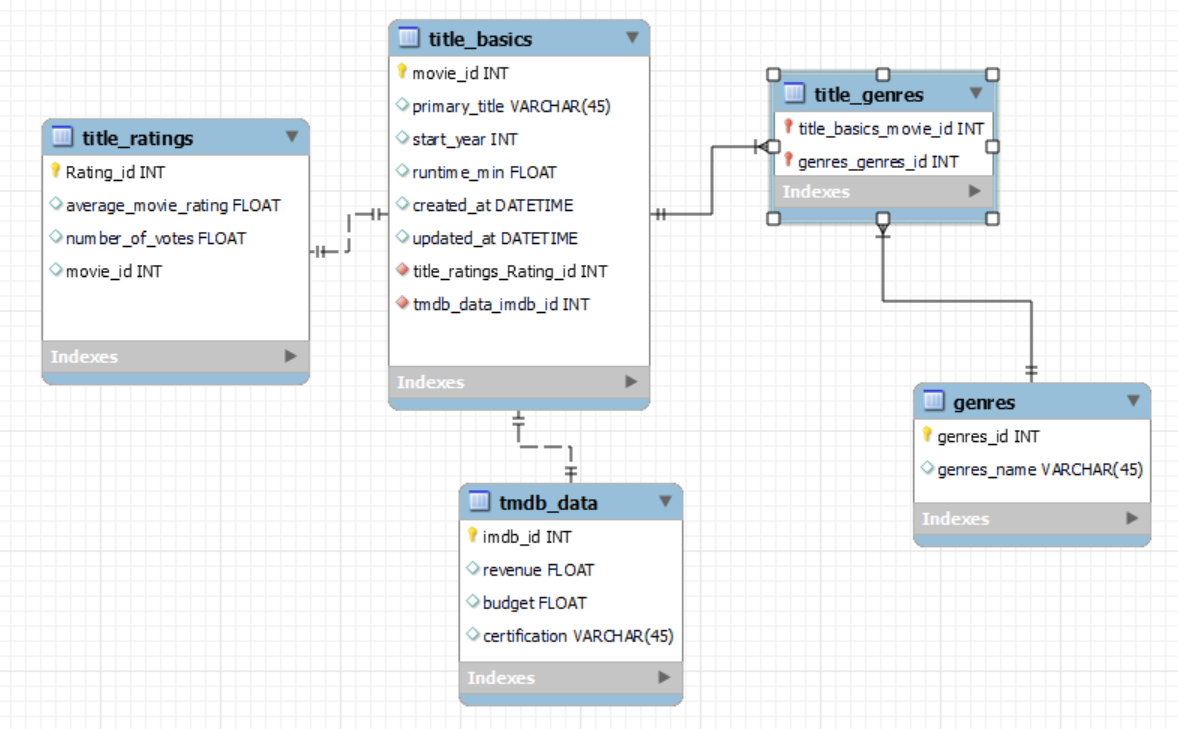 title_ratings
Rating_id INT
average_movie_rating FLOAT
number_of_votes FLOAT
movie_id INT
Indexes
title_basics
movie_id INT
primary_title VARCHAR(45)
start_year INT
runtime_min FLOAT
created_at DATETIME
updated_at DATETIME
title_ratings_Rating_id INT
tmdb_data_imdb_id INT
Indexes
title_genres
title_basics_movie_id INT
genres_genres_id INT
Indexes
tmdb_data
imdb_id INT
revenue FLOAT
budget FLOAT
certification VARCHAR(45)
Indexes
genres
genres_id INT
genres_name VARCHAR(45)
Indexes